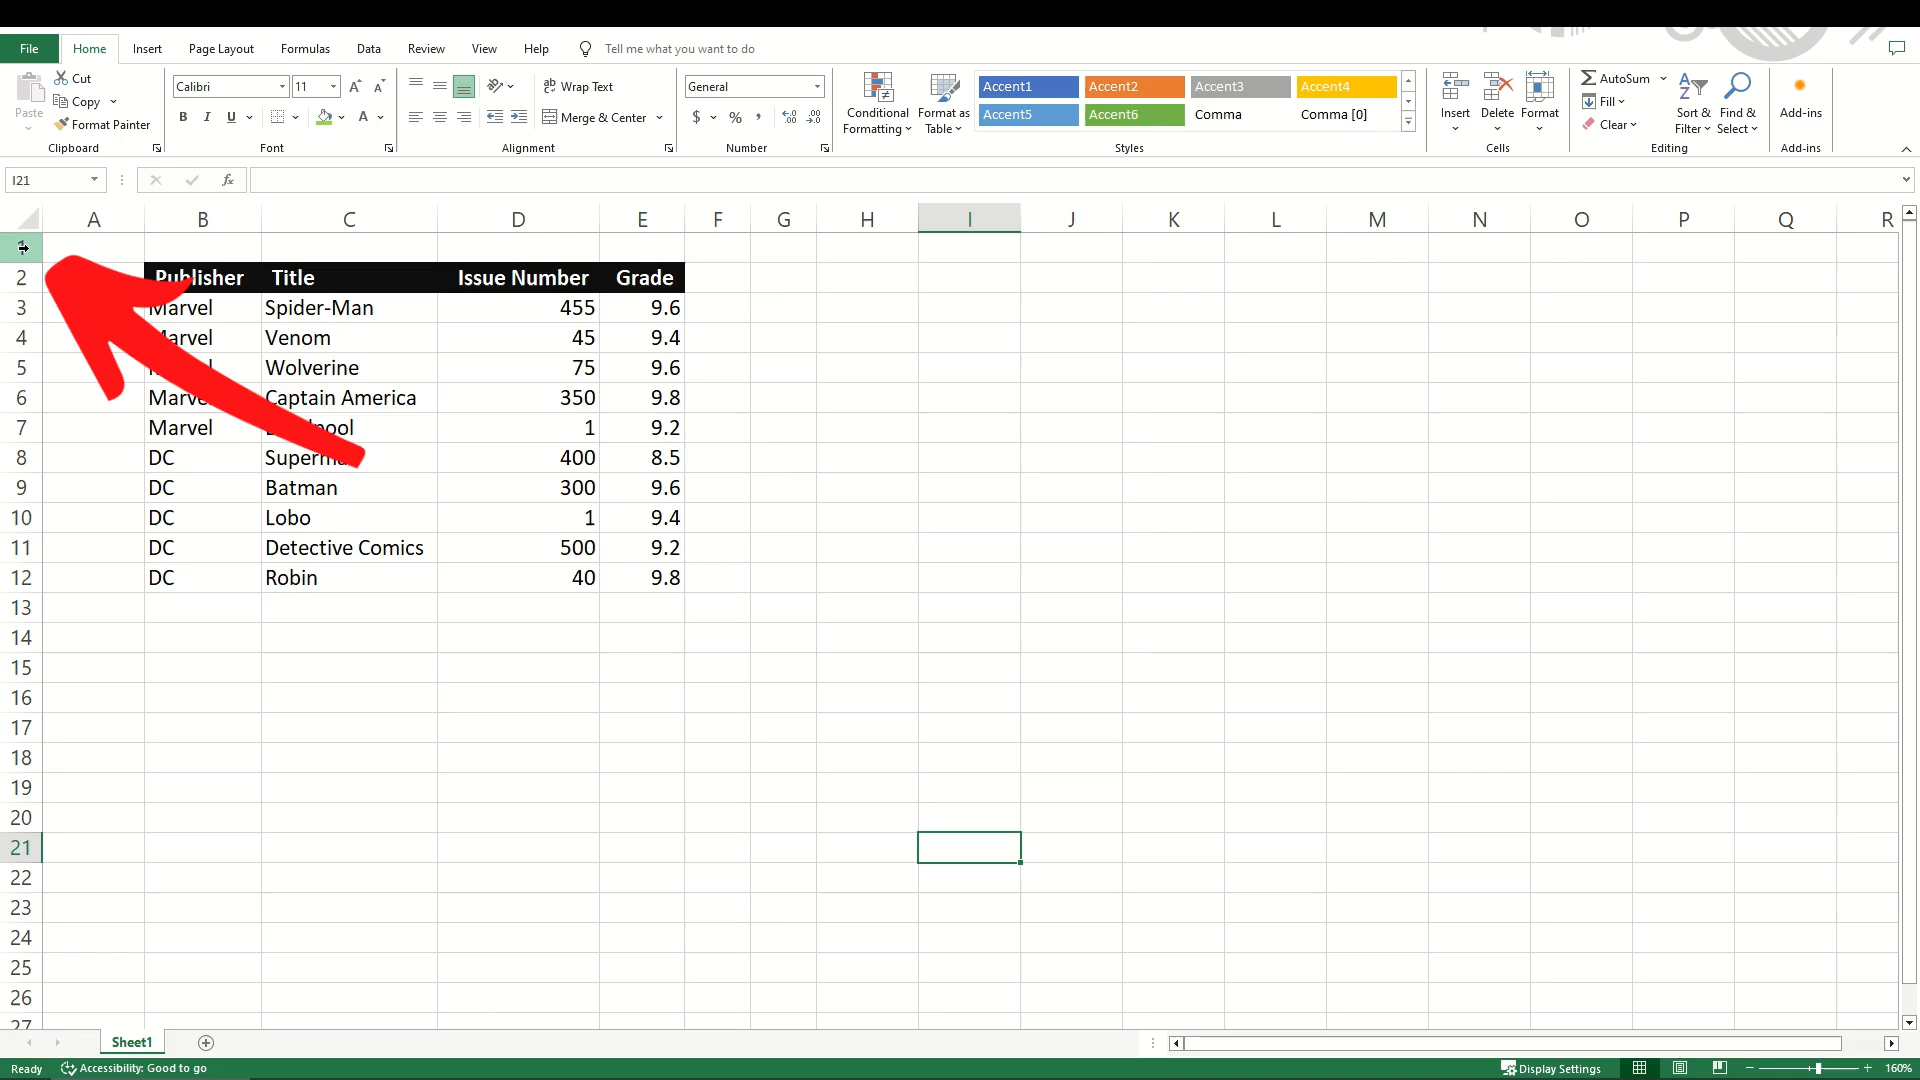 File Home Insert Page Layout Formulas Data Review View Help Tell me what you want to do
Paste Cut Copy Format Painter Clipboard
Calibri 11 A A B I U A Font
Wrap Text Merge & Center Alignment
General $ % , Number
Conditional Formatting Format as Table
Accent1 Accent2 Accent3 Accent4
Accent5 Accent6 Comma Comma [0]
Styles
Insert Delete Format Cells
AutoSum Fill Clear Sort & Filter Find & Select Editing
Add-ins Add-ins
I21 fx
A B C D E F G H I J K L M N O P Q R
2 Publisher Title Issue Number Grade
3 Marvel Spider-Man 455 9.6
4 Marvel Venom 45 9.4
5 Wolverine 75 9.6
6 Marvel Captain America 350 9.8
7 Marvel 1 9.2
8 DC Superman 400 8.5
9 DC Batman 300 9.6
10 DC Lobo 1 9.4
11 DC Detective Comics 500 9.2
12 DC Robin 40 9.8
13
14
15
16
17
18
19
20
21
22
23
24
25
26
27
Sheet1
Ready Accessibility: Good to go Display Settings 160%